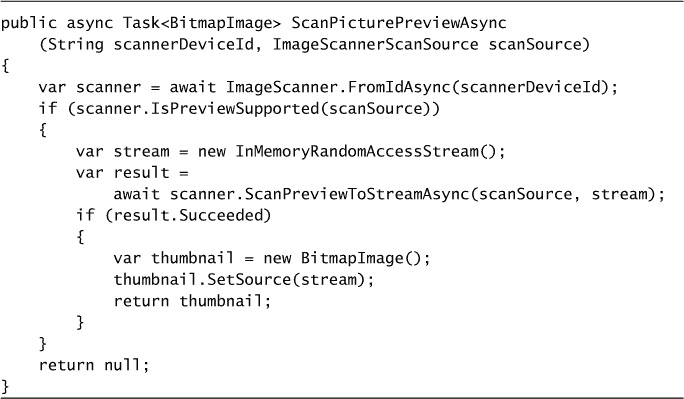 public async Task<BitmapImage> ScanPicturePreviewAsync
    (String scannerDeviceId, ImageScannerScanSource scanSource)
{
    var scanner = await ImageScanner.FromIdAsync(scannerDeviceId);
    if (scanner.IsPreviewSupported(scanSource))
    {
        var stream = new InMemoryRandomAccessStream();
        var result =
            await scanner.ScanPreviewToStreamAsync(scanSource, stream);
        if (result.Succeeded)
        {
            var thumbnail = new BitmapImage();
            thumbnail.SetSource(stream);
            return thumbnail;
        }
    }
    return null;
}